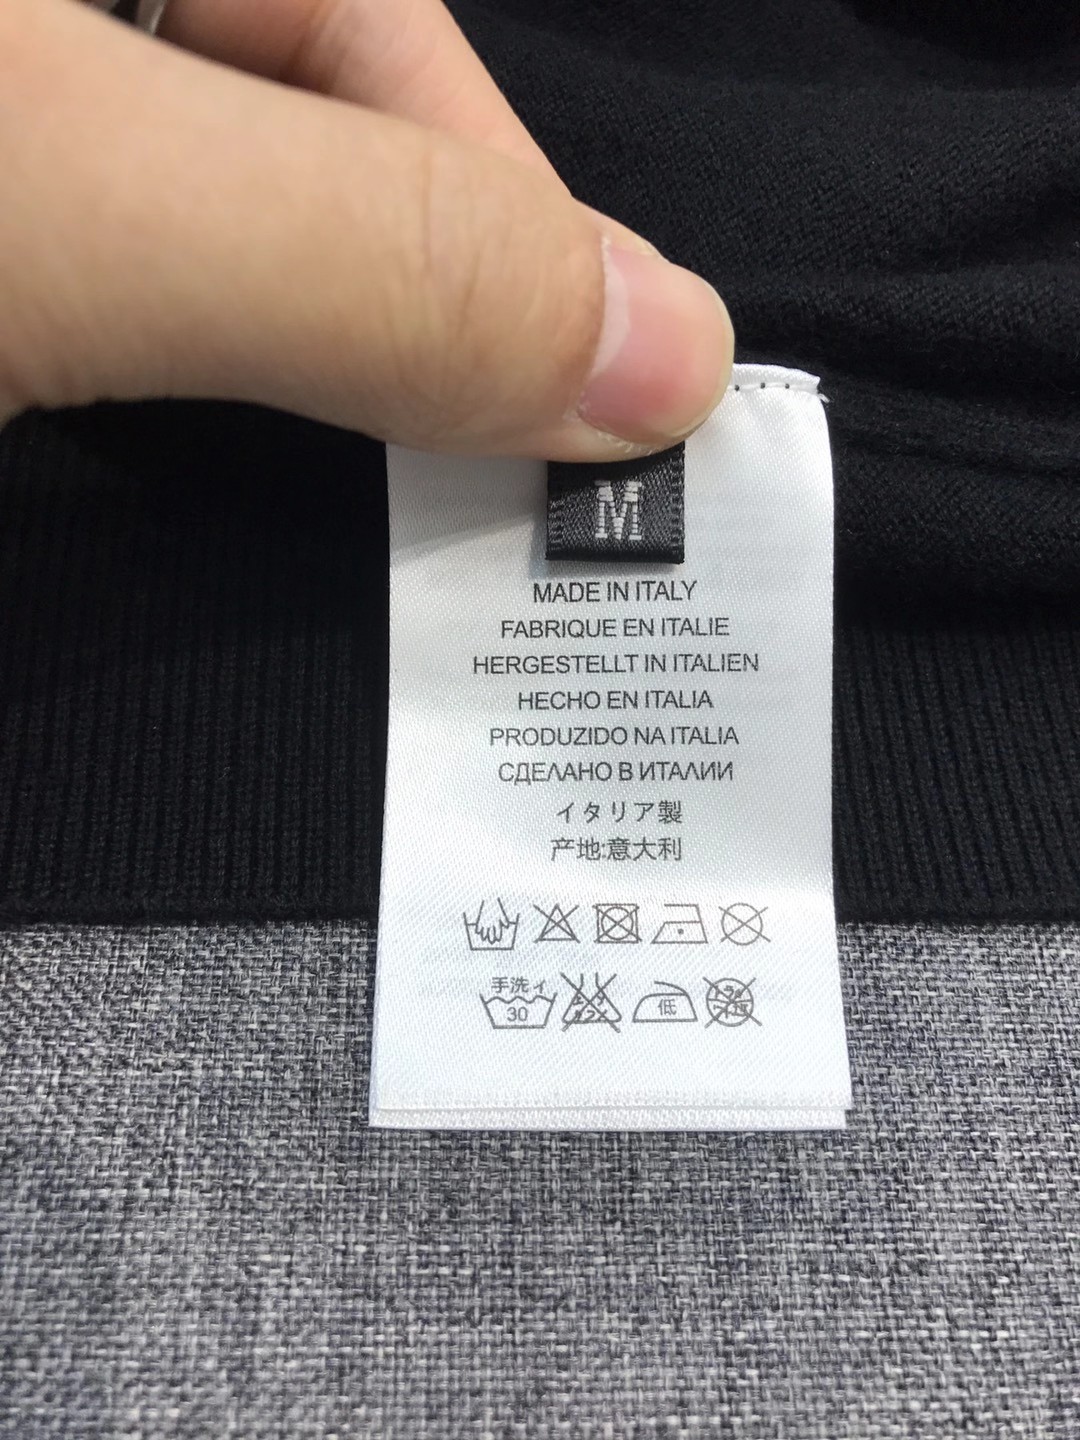 M
MADE IN ITALY
FABRIQUE EN ITALIE
HERGESTELLT IN ITALIEN
HECHO EN ITALIA
PRODUZIDO NA ITALIA
СДЕЛАНО В ИТАЛИИ
イタリア製
产地:意大利
手洗イ
30
低